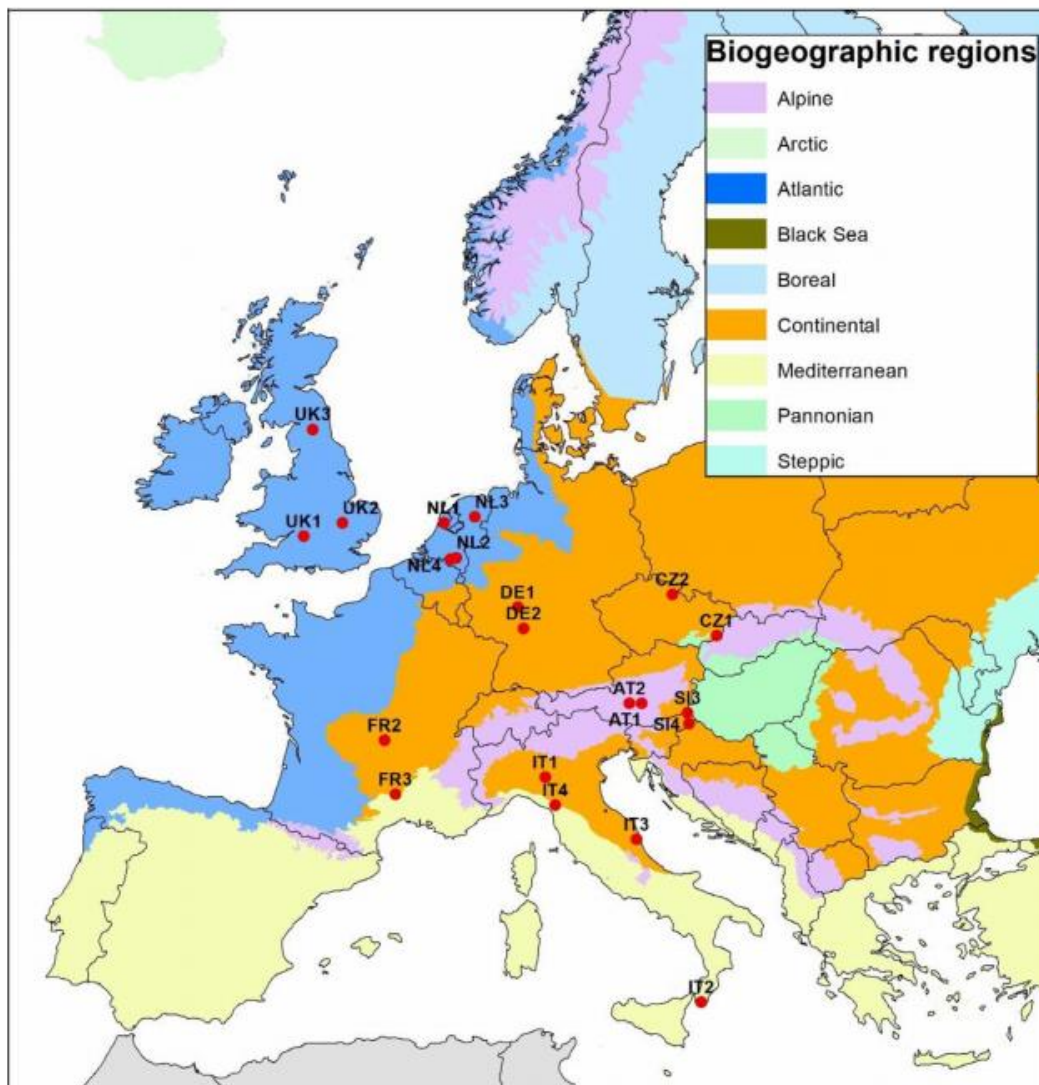 Biogeographic regions
Alpine
Arctic
Atlantic
Black Sea
Boreal
Continental
Mediterranean
Pannonian
Steppic
UK3
UK2
UK1
NL1
NL3
NL2
NL4
DE1
DE2
CZ2
CZ1
AT2
AT1
SI3
SI4
FR2
FR3
IT1
IT4
IT3
IT2